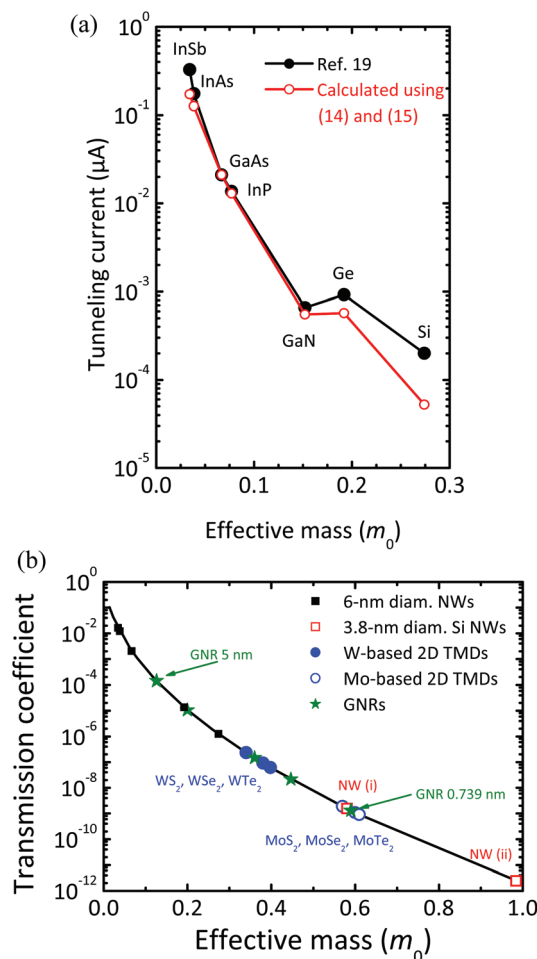 (a)
10⁰
10⁻¹
10⁻²
10⁻³
10⁻⁴
10⁻⁵
Tunneling current (μA)
InSb
InAs
GaAs
InP
GaN
Ge
Si
Ref. 19
Calculated using
(14) and (15)
0.0 0.1 0.2 0.3
Effective mass (m₀)
(b)
10⁰
10⁻²
10⁻⁴
10⁻⁶
10⁻⁸
10⁻¹⁰
10⁻¹²
Transmission coefficient
6-nm diam. NWs
3.8-nm diam. Si NWs
W-based 2D TMDs
Mo-based 2D TMDs
GNRs
GNR 5 nm
WS₂, WSe₂, WTe₂
NW (i)
GNR 0.739 nm
MoS₂, MoSe₂, MoTe₂
NW (ii)
0.0 0.2 0.4 0.6 0.8 1.0
Effective mass (m₀)